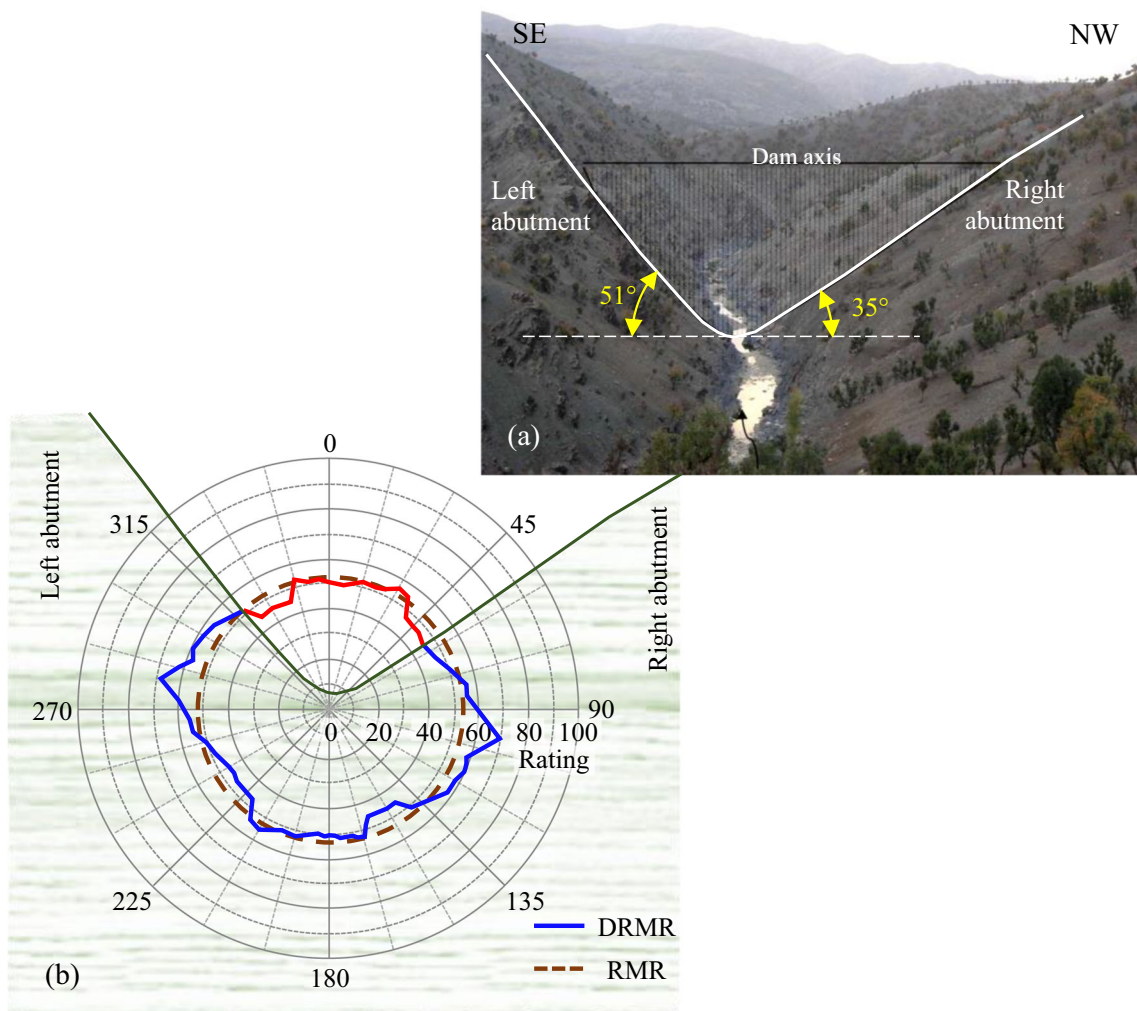 SE
NW
Dam axis
Left
abutment
Right
abutment
51°
35°
(a)
0
Left abutment
315
45
Right abutment
270
0 20 40 60 80 100
90
Rating
225
135
DRMR
(b)
RMR
180